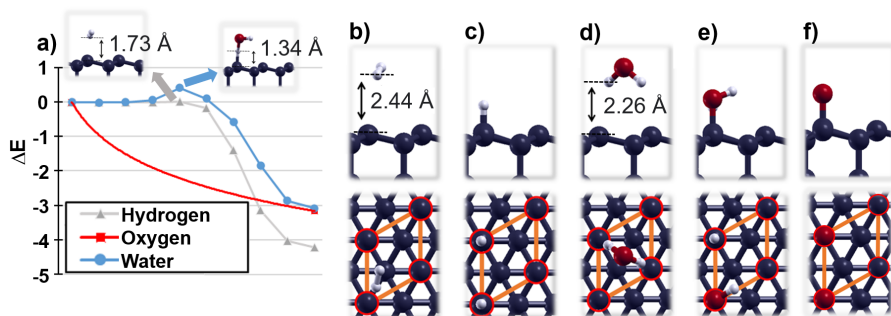 a)
b)
c)
d)
e)
f)
1.73 Å
1.34 Å
2.44 Å
2.26 Å
ΔE
1
0
-1
-2
-3
-4
-5
Hydrogen
Oxygen
Water